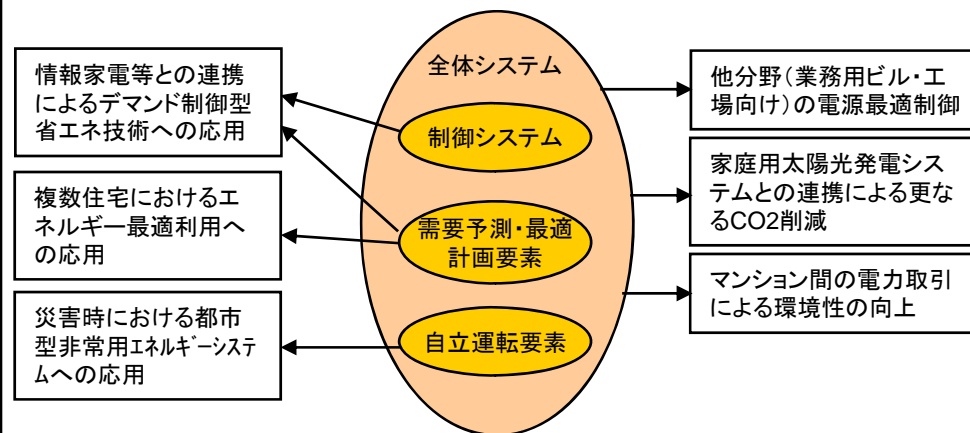 情報家電等との連携
によるデマンド制御型
省エネ技術への応用
複数住宅におけるエ
ネルギー最適利用へ
の応用
災害時における都市
型非常用ｴﾈﾙｷﾞｰシステ
ムへの応用
全体システム
制御システム
需要予測・最適
計画要素
自立運転要素
他分野（業務用ビル・工
場向け）の電源最適制御
家庭用太陽光発電シス
テムとの連携による更な
るCO2削減
マンション間の電力取引
による環境性の向上